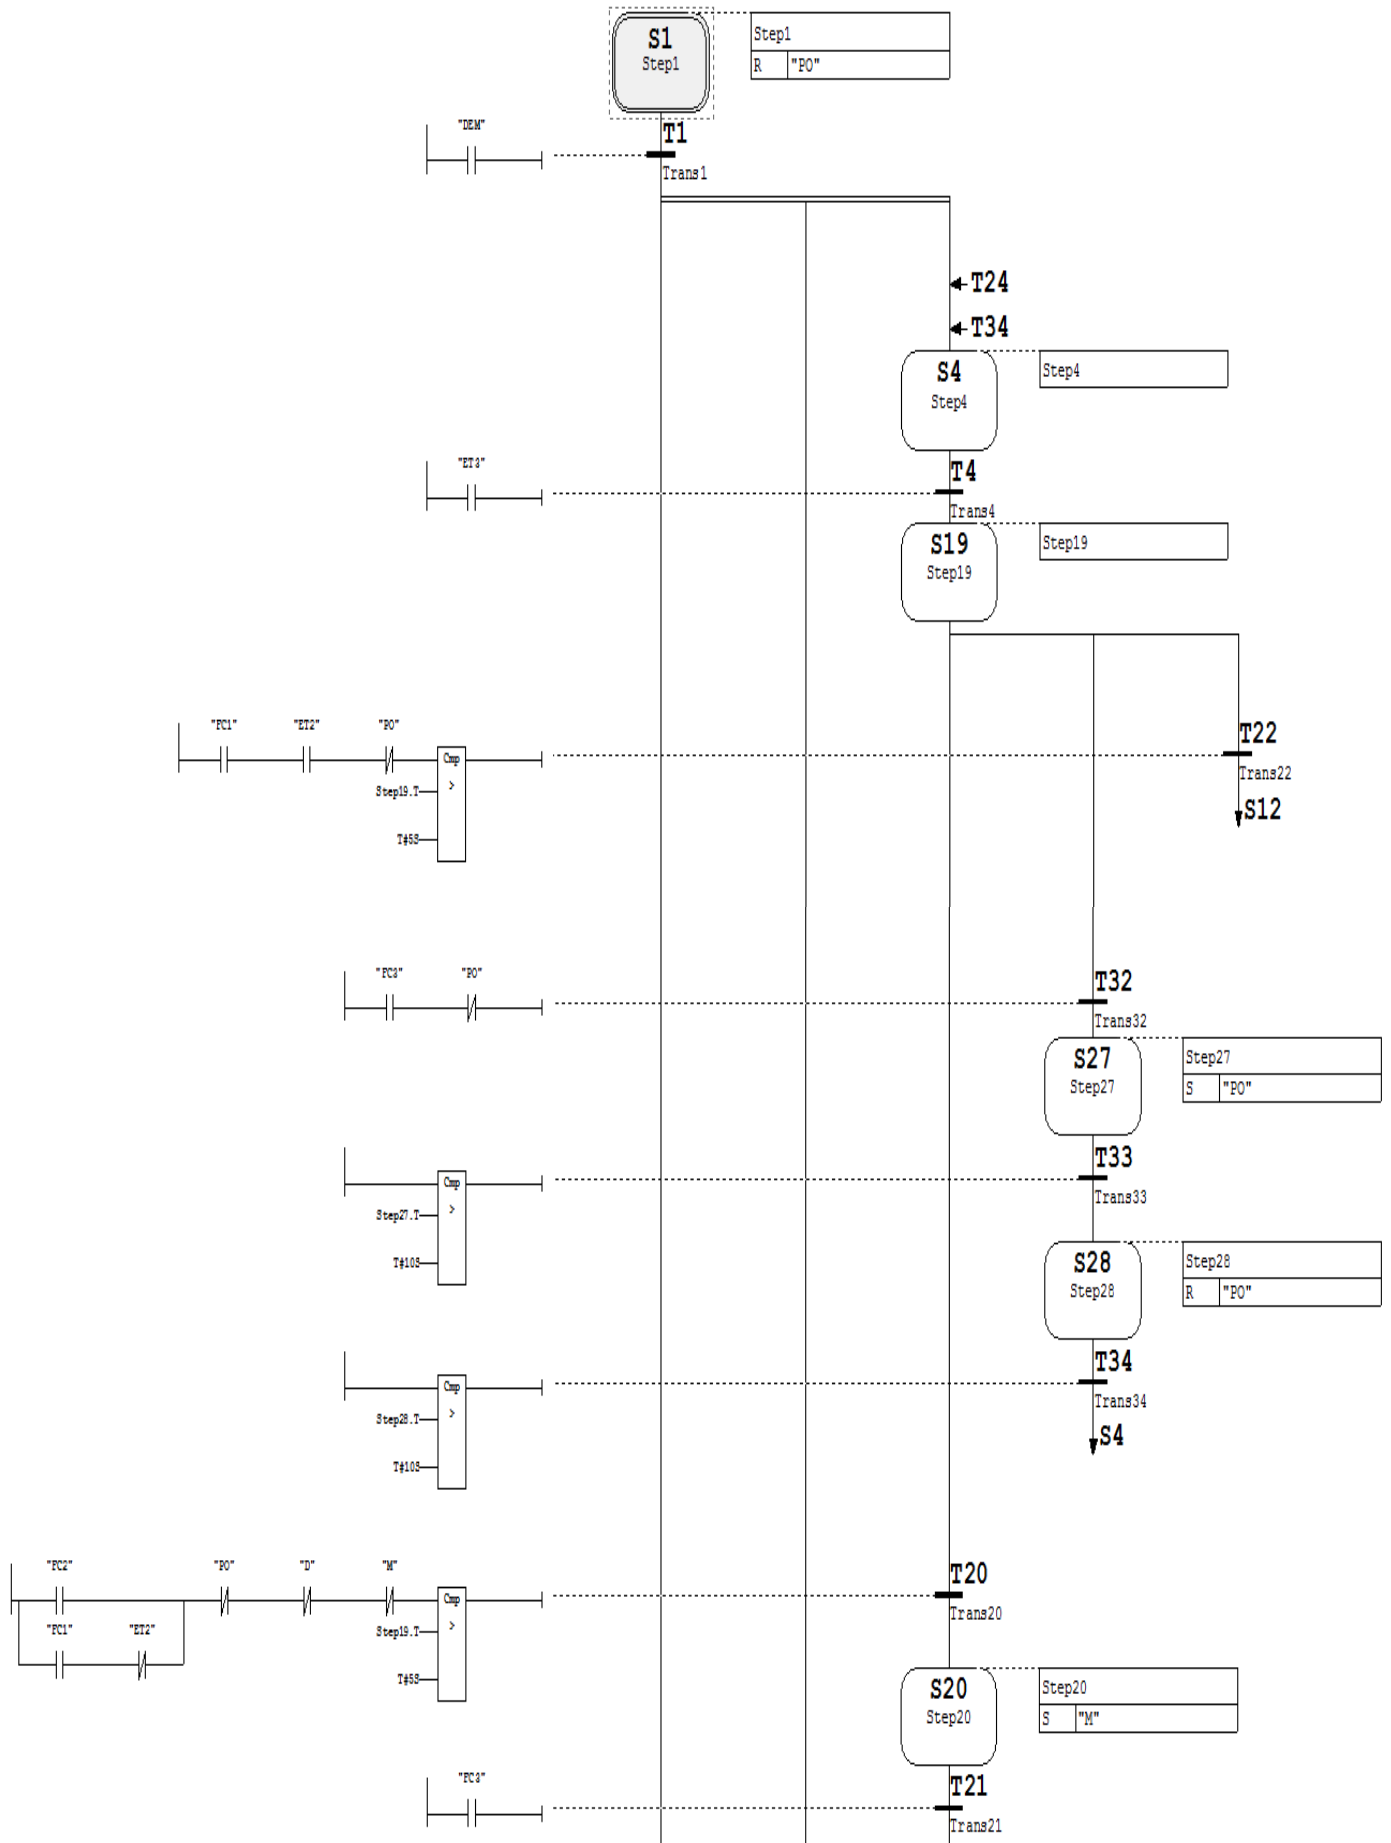 S1
Step1
Step1
R "PO"
"DEM"
T1
Trans1
T24
T34
S4
Step4
Step4
"ET3"
T4
Trans4
S19
Step19
Step19
"FC1" "ET2" "PO"
Cmp
>
Step19.T
T#5S
T22
Trans22
S12
"FC3" "PO"
T32
Trans32
S27
Step27
Step27
S "PO"
T33
Trans33
Cmp
>
Step27.T
T#10S
S28
Step28
Step28
R "PO"
T34
Trans34
Cmp
>
Step28.T
T#10S
S4
"FC2" "PO" "D" "M"
Cmp
>
"FC1" "ET2"
Step19.T
T#5S
T20
Trans20
S20
Step20
Step20
S "M"
"FC3"
T21
Trans21